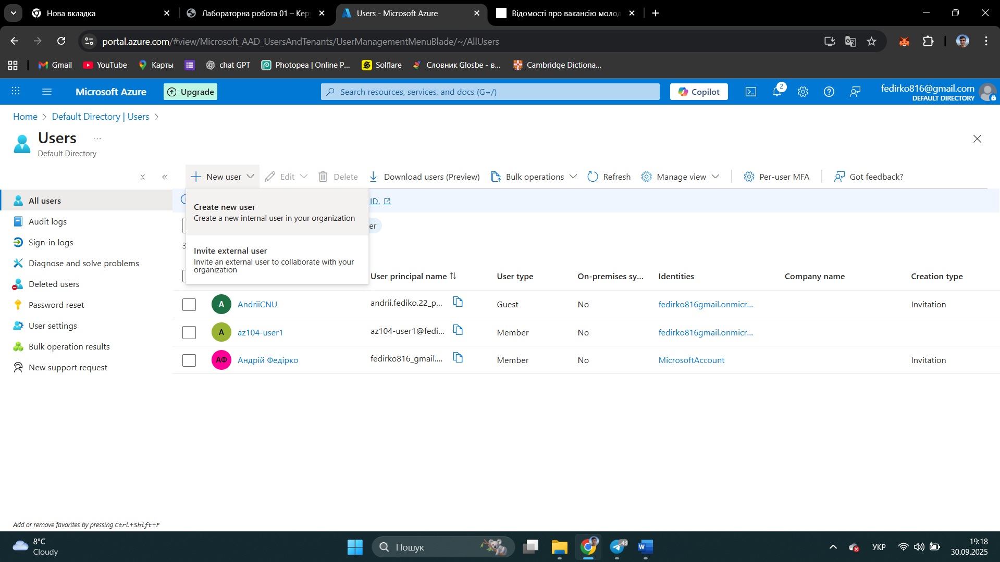 Нова вкладка
Лабораторна робота 01 – Кер
Users - Microsoft Azure
Відомості про вакансію молод
portal.azure.com/#view/Microsoft_AAD_UsersAndTenants/UserManagementMenuBlade/~/AllUsers
Gmail
YouTube
Карты
chat GPT
Photopea | Online P...
Solflare
Словник Glosbe - в...
Cambridge Dictiona...
Microsoft Azure
Upgrade
Search resources, services, and docs (G+/)
Copilot
2
fedirko816@gmail.com
DEFAULT DIRECTORY
Home > Default Directory | Users >
Users ...
Default Directory
New user
Edit
Delete
Download users (Preview)
Bulk operations
Refresh
Manage view
Per-user MFA
Got feedback?
All users
Audit logs
Sign-in logs
Diagnose and solve problems
Deleted users
Password reset
User settings
Bulk operation results
New support request
Create new user
Create a new internal user in your organization
Invite external user
Invite an external user to collaborate with your
organization
ID.
er
3
User principal name
User type
On-premises sy...
Identities
Company name
Creation type
A AndriiCNU andrii.fediko.22_p... Guest No fedirko816gmail.onmicr... Invitation
A az104-user1 az104-user1@fedi... Member No fedirko816gmail.onmicr...
АФ Андрій Федірко fedirko816_gmail.... Member No MicrosoftAccount Invitation
Add or remove favorites by pressing Ctrl+Shift+F
8°C
Cloudy
Пошук
48
W
УКР
19:18
30.09.2025